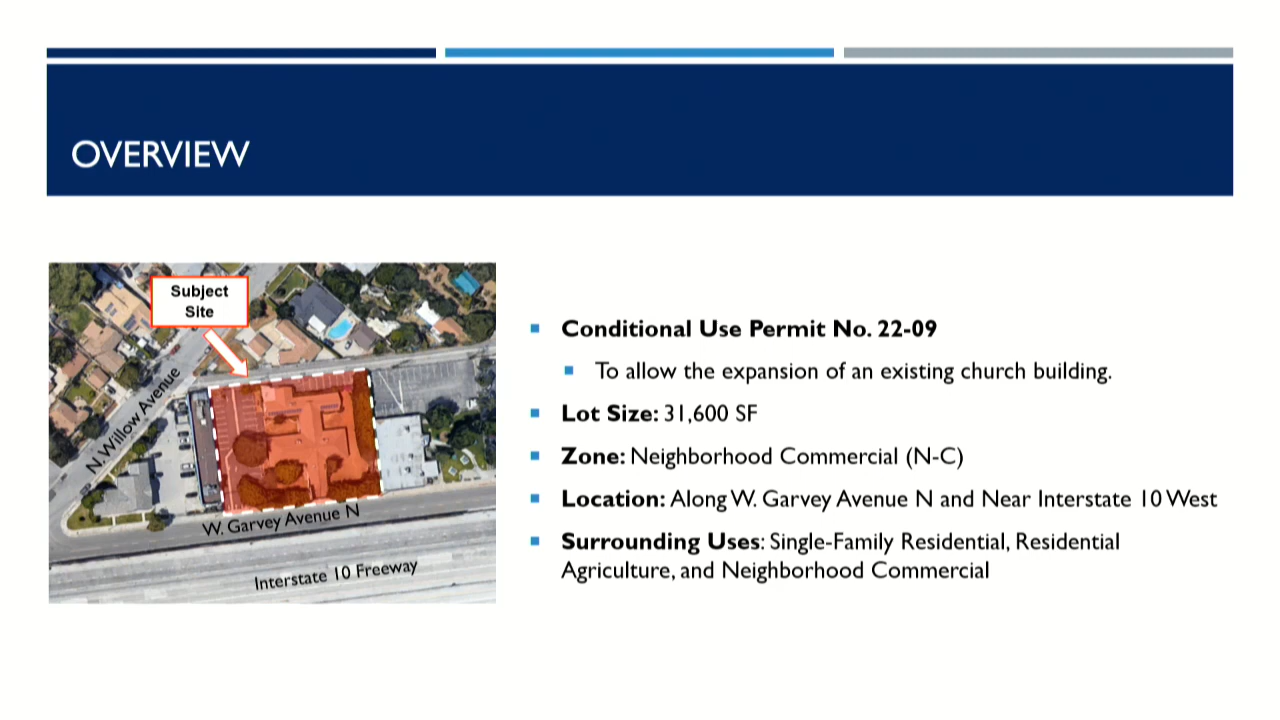 OVERVIEW
Subject
Site
N Willow Avenue
W. Garvey Avenue N
Interstate 10 Freeway
Conditional Use Permit No. 22-09
To allow the expansion of an existing church building.
Lot Size: 31,600 SF
Zone: Neighborhood Commercial (N-C)
Location: Along W. Garvey Avenue N and Near Interstate 10 West
Surrounding Uses: Single-Family Residential, Residential
Agriculture, and Neighborhood Commercial